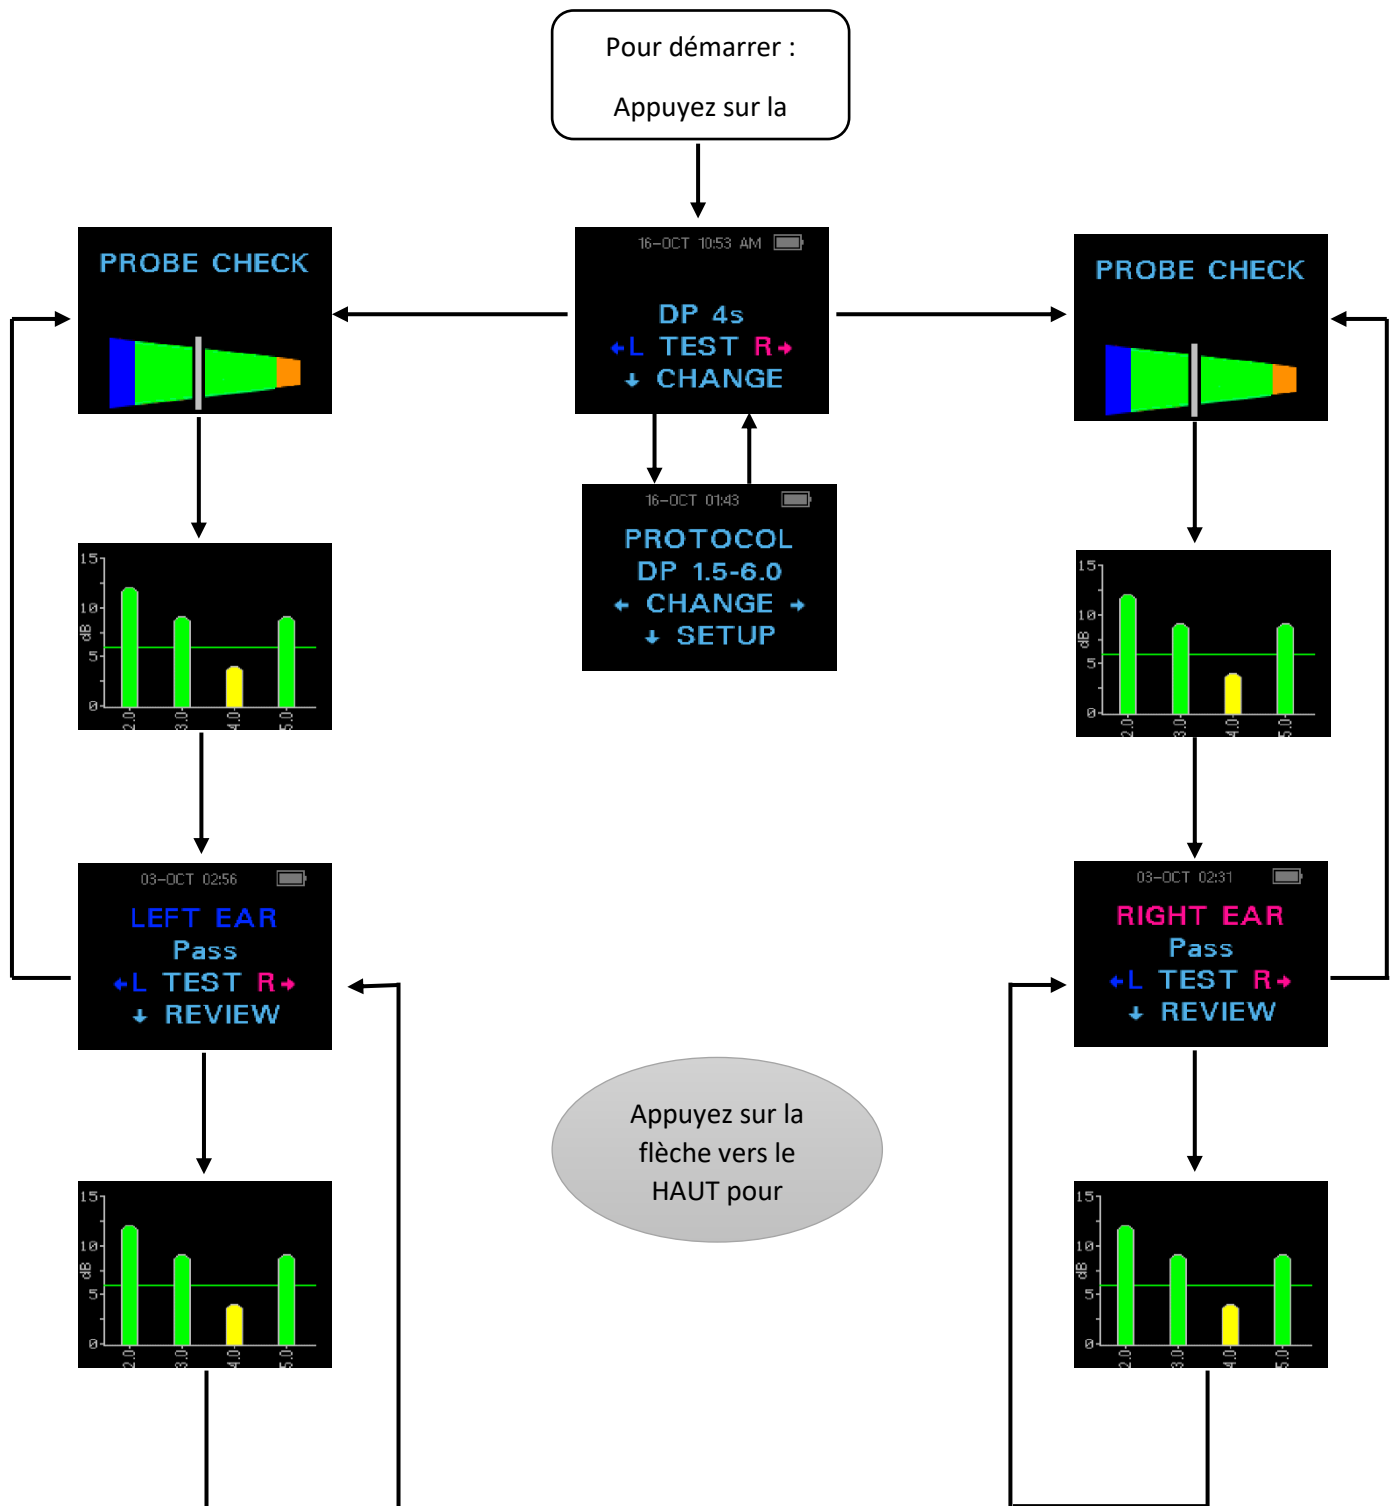 Pour démarrer :
Appuyez sur la
PROBE CHECK
16-OCT 10:53 AM
DP 4s
←L TEST R→
↓ CHANGE
PROBE CHECK
16-OCT 01:43
PROTOCOL
DP 1.5-6.0
← CHANGE →
↓ SETUP
15
10
dB
5
0
2.0
3.0
4.0
5.0
15
10
dB
5
0
2.0
3.0
4.0
5.0
03-OCT 02:56
LEFT EAR
Pass
←L TEST R→
↓ REVIEW
03-OCT 02:31
RIGHT EAR
Pass
←L TEST R→
↓ REVIEW
Appuyez sur la
flèche vers le
HAUT pour
15
10
dB
5
0
2.0
3.0
4.0
5.0
15
10
dB
5
0
2.0
3.0
4.0
5.0